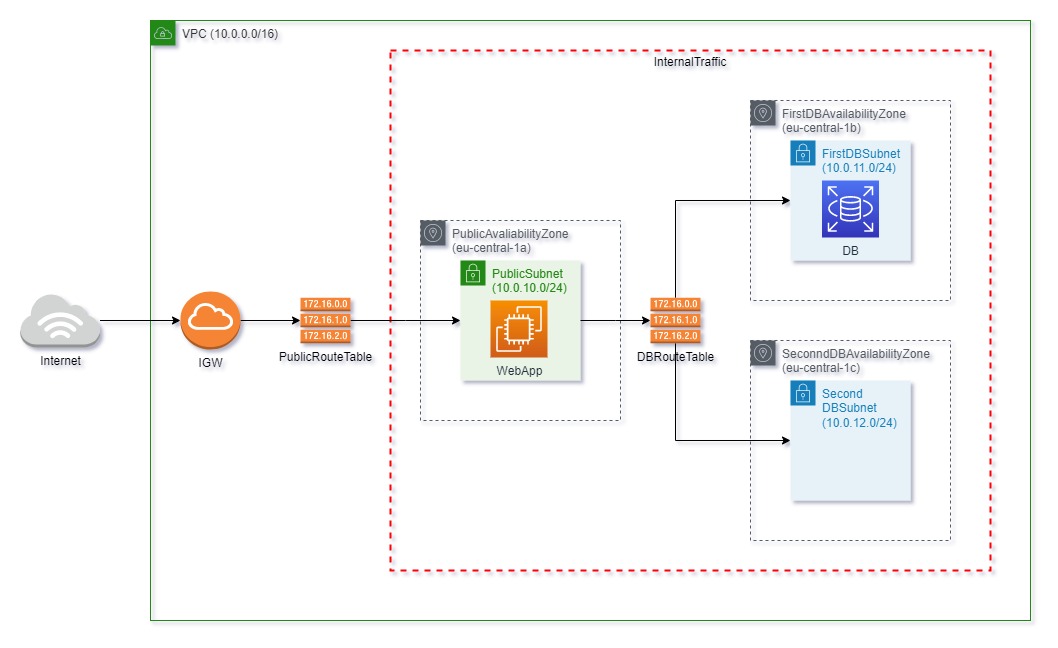 VPC (10.0.0.0/16)
InternalTraffic
FirstDBAvailabilityZone
(eu-central-1b)
FirstDBSubnet
(10.0.11.0/24)
DB
PublicAvaliabilityZone
(eu-central-1a)
PublicSubnet
(10.0.10.0/24)
WebApp
Internet
IGW
172.16.0.0
172.16.1.0
172.16.2.0
PublicRouteTable
172.16.0.0
172.16.1.0
172.16.2.0
DBRouteTable
SeconndDBAvailabilityZone
(eu-central-1c)
Second
DBSubnet
(10.0.12.0/24)